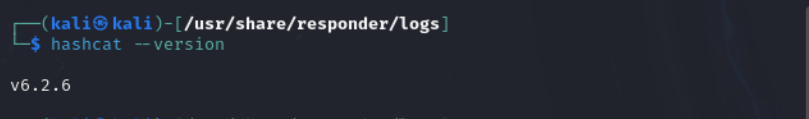 ┌──(kali㉿kali)-[/usr/share/responder/logs]
└─$ hashcat --version
v6.2.6